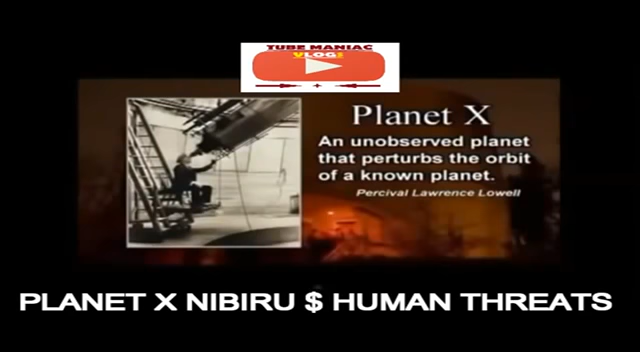 TUBE MANIAC
VLOGS
Planet X
An unobserved planet
that perturbs the orbit
of a known planet.
Percival Lawrence Lowell
PLANET X NIBIRU $ HUMAN THREATS